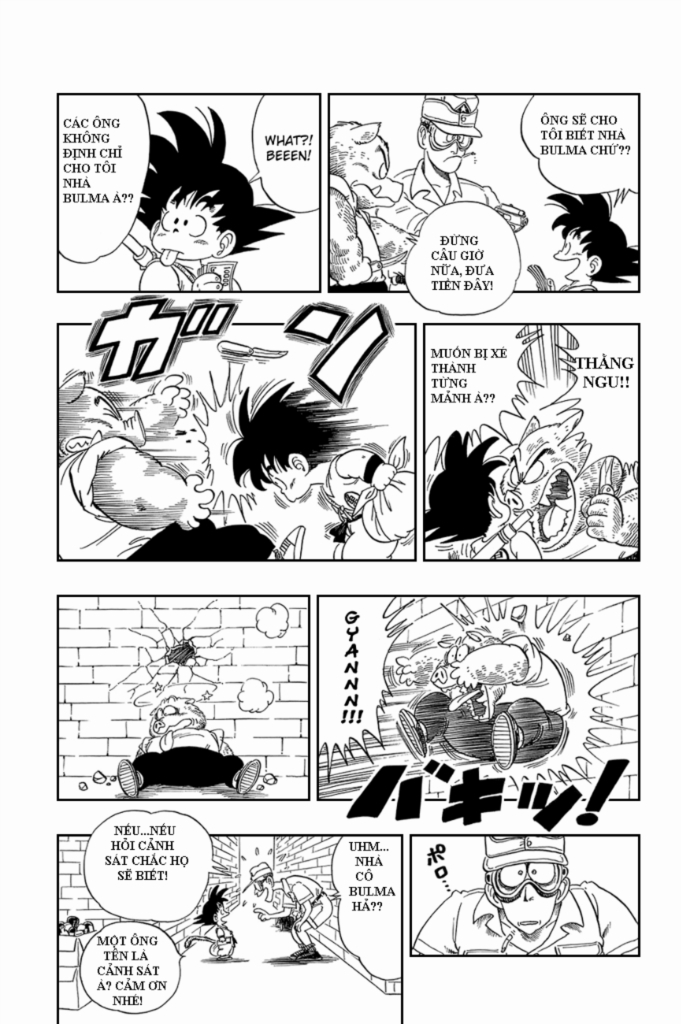 ÔNG SẼ CHO
TÔI BIẾT NHÀ
BULMA CHỨ??
ĐỪNG
CÂU GIỜ
NỮA, ĐƯA
TIỀN ĐÂY!
WHAT?!
BEEEN!
CÁC ÔNG
KHÔNG
ĐỊNH CHỈ
CHO TÔI
NHÀ
BULMA À??
THẰNG
NGU!!
MUỐN BỊ XÉ
THÀNH
TỪNG
MẢNH À??
ガン
GYANNN!!!
バキッ!
ポロ…
UHM...
NHÀ
CÔ
BULMA
HẢ??
NẾU...NẾU
HỎI CẢNH
SÁT CHẮC HỌ
SẼ BIẾT!
MỘT ÔNG
TÊN LÀ
CẢNH SÁT
À? CẢM ƠN
NHÉ!